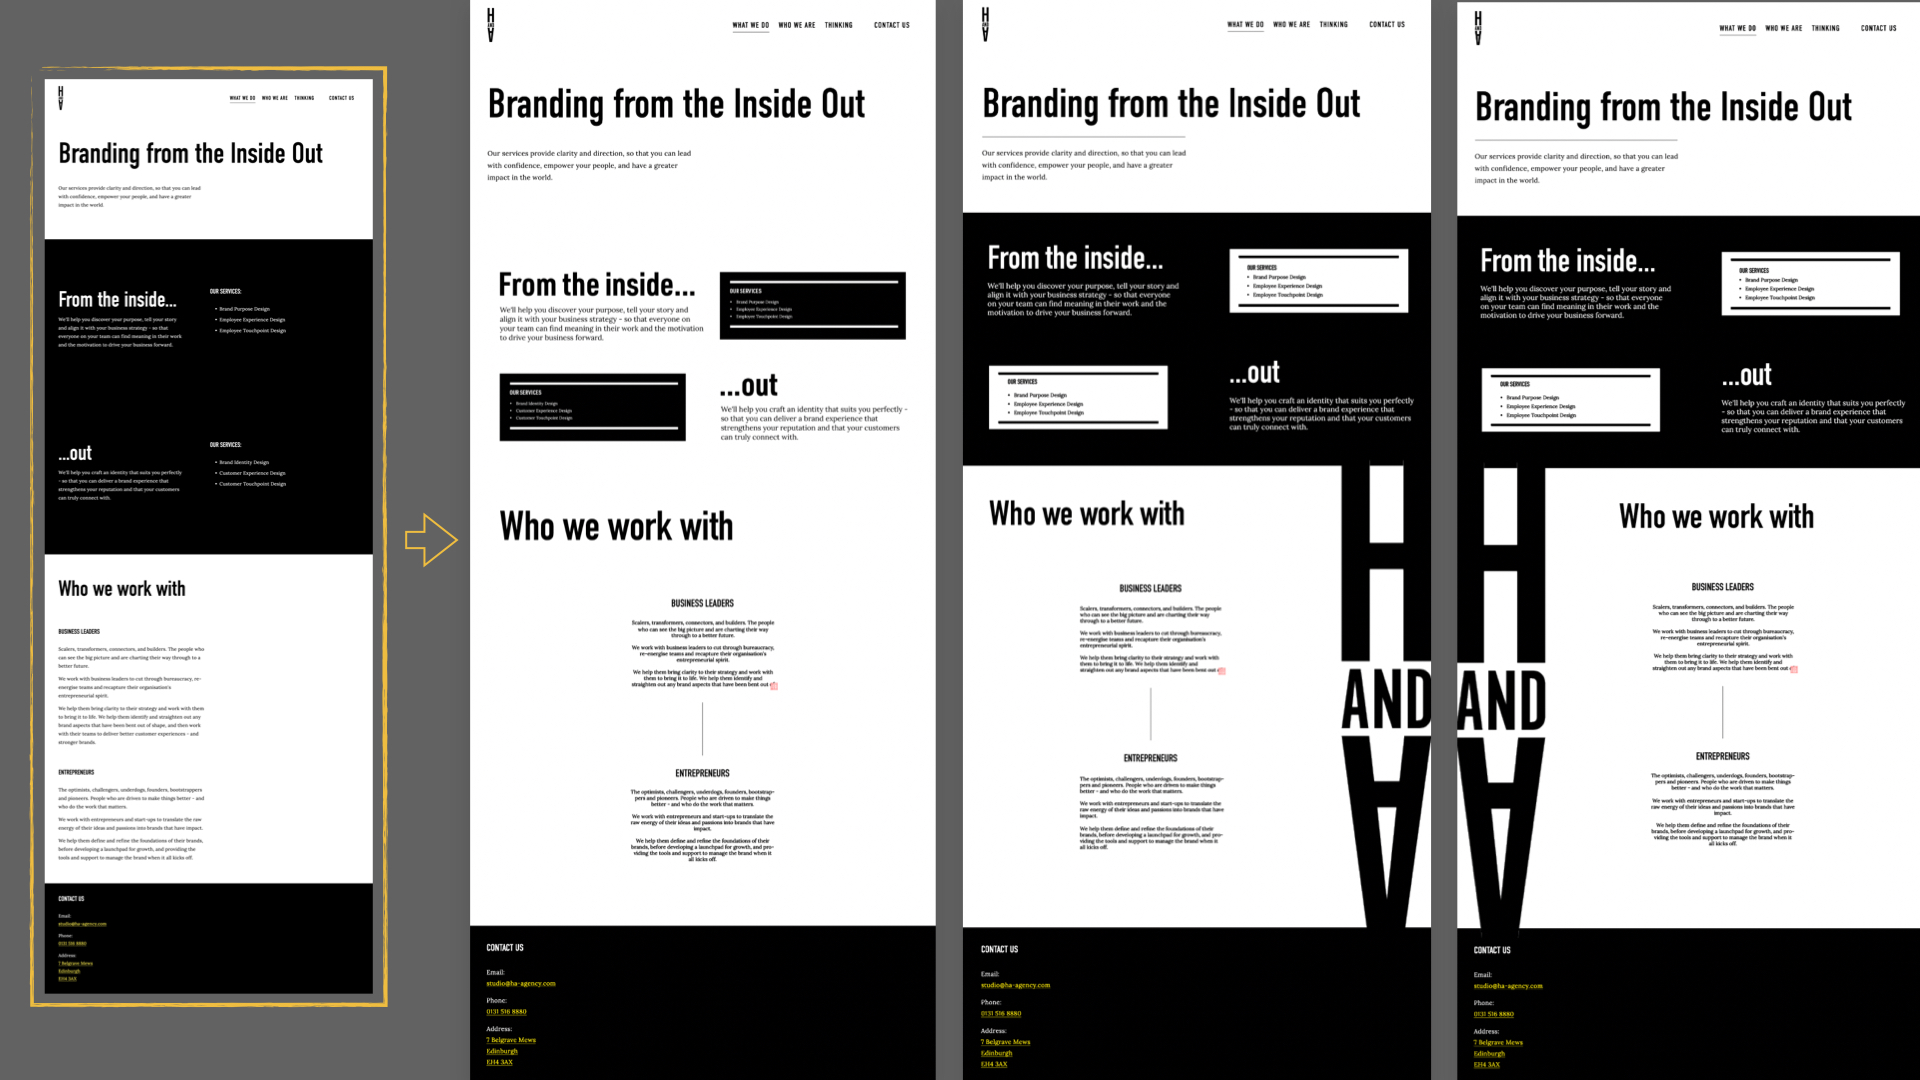 H
AND
A
WHAT WE DO WHO WE ARE THINKING CONTACT US
Branding from the Inside Out
Our services provide clarity and direction, so that you can lead
with confidence, empower your people, and have a greater
impact in the world.
From the inside...
We'll help you discover your purpose, tell your story
and align it with your business strategy - so that
everyone on your team can find meaning in their work
and the motivation to drive your business forward.
OUR SERVICES:
• Brand Purpose Design
• Employee Experience Design
• Employee Touchpoint Design
...out
We'll help you craft an identity that suits you perfectly
- so that you can deliver a brand experience that
strengthens your reputation and that your customers
can truly connect with.
OUR SERVICES:
• Brand Identity Design
• Customer Experience Design
• Customer Touchpoint Design
Who we work with
BUSINESS LEADERS
Scalers, transformers, connectors, and builders. The people who
can see the big picture and are charting their way through to a
better future.
We work with business leaders to cut through bureaucracy, re-
energise teams and recapture their organisation's
entrepreneurial spirit.
We help them bring clarity to their strategy and work with them
to bring it to life. We help them identify and straighten out any
brand aspects that have been bent out of shape, and then work
with their teams to deliver better customer experiences - and
stronger brands.
ENTREPRENEURS
The optimists, challengers, underdogs, founders, bootstrappers
and pioneers. People who are driven to make things better - and
who do the work that matters.
We work with entrepreneurs and start-ups to translate the raw
energy of their ideas and passions into brands that have impact.
We help them define and refine the foundations of their brands,
before developing a launchpad for growth, and providing the
tools and support to manage the brand when it all kicks off.
CONTACT US
Email:
studio@ha-agency.com
Phone:
0131 516 8880
Address:
7 Belgrave Mews
Edinburgh
EH4 3AX
H
AND
A
WHAT WE DO WHO WE ARE THINKING CONTACT US
Branding from the Inside Out
Our services provide clarity and direction, so that you can lead
with confidence, empower your people, and have a greater
impact in the world.
From the inside...
We'll help you discover your purpose, tell your story and
align it with your business strategy - so that everyone on
your team can find meaning in their work and the motivation
to drive your business forward.
OUR SERVICES
• Brand Purpose Design
• Employee Experience Design
• Employee Touchpoint Design
OUR SERVICES
• Brand Identity Design
• Customer Experience Design
• Customer Touchpoint Design
...out
We'll help you craft an identity that suits you perfectly -
so that you can deliver a brand experience that
strengthens your reputation and that your customers
can truly connect with.
Who we work with
BUSINESS LEADERS
Scalers, transformers, connectors, and builders. The people
who can see the big picture and are charting their way
through to a better future.
We work with business leaders to cut through bureaucracy,
re-energise teams and recapture their organisation's
entrepreneurial spirit.
We help them bring clarity to their strategy and work with
them to bring it to life. We help them identify and
straighten out any brand aspects that have been bent out
ENTREPRENEURS
The optimists, challengers, underdogs, founders, bootstrap-
pers and pioneers. People who are driven to make things
better - and who do the work that matters.
We work with entrepreneurs and start-ups to translate the
raw energy of their ideas and passions into brands that have
impact.
We help them define and refine the foundations of their
brands, before developing a launchpad for growth, and pro-
viding the tools and support to manage the brand when it
all kicks off.
CONTACT US
Email:
studio@ha-agency.com
Phone:
0131 516 8880
Address:
7 Belgrave Mews
Edinburgh
EH4 3AX
H
AND
A
WHAT WE DO WHO WE ARE THINKING CONTACT US
Branding from the Inside Out
Our services provide clarity and direction, so that you can lead
with confidence, empower your people, and have a greater
impact in the world.
From the inside...
We'll help you discover your purpose, tell your story and
align it with your business strategy - so that everyone
on your team can find meaning in their work and the
motivation to drive your business forward.
OUR SERVICES
• Brand Purpose Design
• Employee Experience Design
• Employee Touchpoint Design
OUR SERVICES
• Brand Purpose Design
• Employee Experience Design
• Employee Touchpoint Design
...out
We'll help you craft an identity that suits you perfectly
- so that you can deliver a brand experience that
strengthens your reputation and that your customers
can truly connect with.
Who we work with
BUSINESS LEADERS
Scalers, transformers, connectors, and builders. The people
who can see the big picture and are charting their way
through to a better future.
We work with business leaders to cut through bureaucracy,
re-energise teams and recapture their organisation's
entrepreneurial spirit.
We help them bring clarity to their strategy and work with
them to bring it to life. We help them identify and
straighten out any brand aspects that have been bent out
ENTREPRENEURS
The optimists, challengers, underdogs, founders, bootstrap-
pers and pioneers. People who are driven to make things
better - and who do the work that matters.
We work with entrepreneurs and start-ups to translate the
raw energy of their ideas and passions into brands that have
impact.
We help them define and refine the foundations of their
brands, before developing a launchpad for growth, and pro-
viding the tools and support to manage the brand when it
all kicks off.
H
AND
A
CONTACT US
Email:
studio@ha-agency.com
Phone:
0131 516 8880
Address:
7 Belgrave Mews
Edinburgh
EH4 3AX
H
AND
A
WHAT WE DO WHO WE ARE THINKING CONTACT US
Branding from the Inside Out
Our services provide clarity and direction, so that you can lead
with confidence, empower your people, and have a greater
impact in the world.
From the inside...
We'll help you discover your purpose, tell your story and
align it with your business strategy - so that everyone
on your team can find meaning in their work and the
motivation to drive your business forward.
OUR SERVICES
• Brand Purpose Design
• Employee Experience Design
• Employee Touchpoint Design
OUR SERVICES
• Brand Purpose Design
• Employee Experience Design
• Employee Touchpoint Design
...out
We'll help you craft an identity that suits you perfectly
- so that you can deliver a brand experience that
strengthens your reputation and that your customers
can truly connect with.
H
AND
A
Who we work with
BUSINESS LEADERS
Scalers, transformers, connectors, and builders. The people
who can see the big picture and are charting their way
through to a better future.
We work with business leaders to cut through bureaucracy,
re-energise teams and recapture their organisation's
entrepreneurial spirit.
We help them bring clarity to their strategy and work with
them to bring it to life. We help them identify and
straighten out any brand aspects that have been bent out
ENTREPRENEURS
The optimists, challengers, underdogs, founders, bootstrap-
pers and pioneers. People who are driven to make things
better - and who do the work that matters.
We work with entrepreneurs and start-ups to translate the
raw energy of their ideas and passions into brands that have
impact.
We help them define and refine the foundations of their
brands, before developing a launchpad for growth, and pro-
viding the tools and support to manage the brand when it
all kicks off.
CONTACT US
Email:
studio@ha-agency.com
Phone:
0131 516 8880
Address:
7 Belgrave Mews
Edinburgh
EH4 3AX